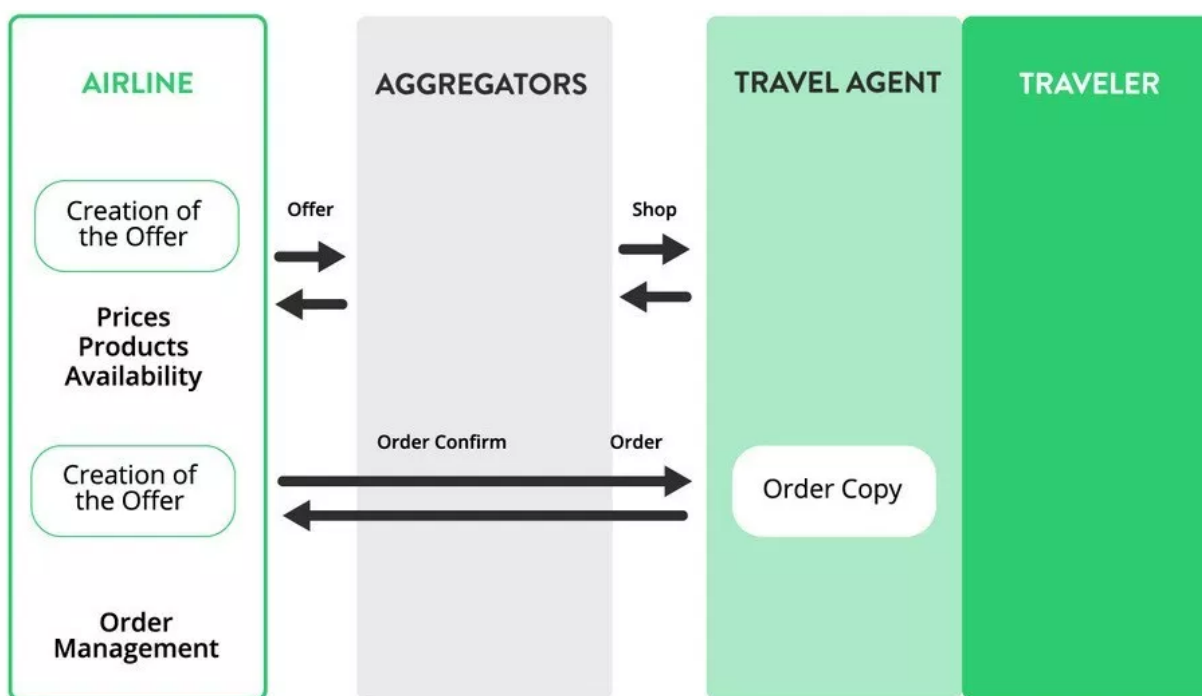 AIRLINE
AGGREGATORS
TRAVEL AGENT
TRAVELER
Creation of
the Offer
Offer
Shop
Prices
Products
Availability
Order Confirm
Order
Creation of
the Offer
Order Copy
Order
Management